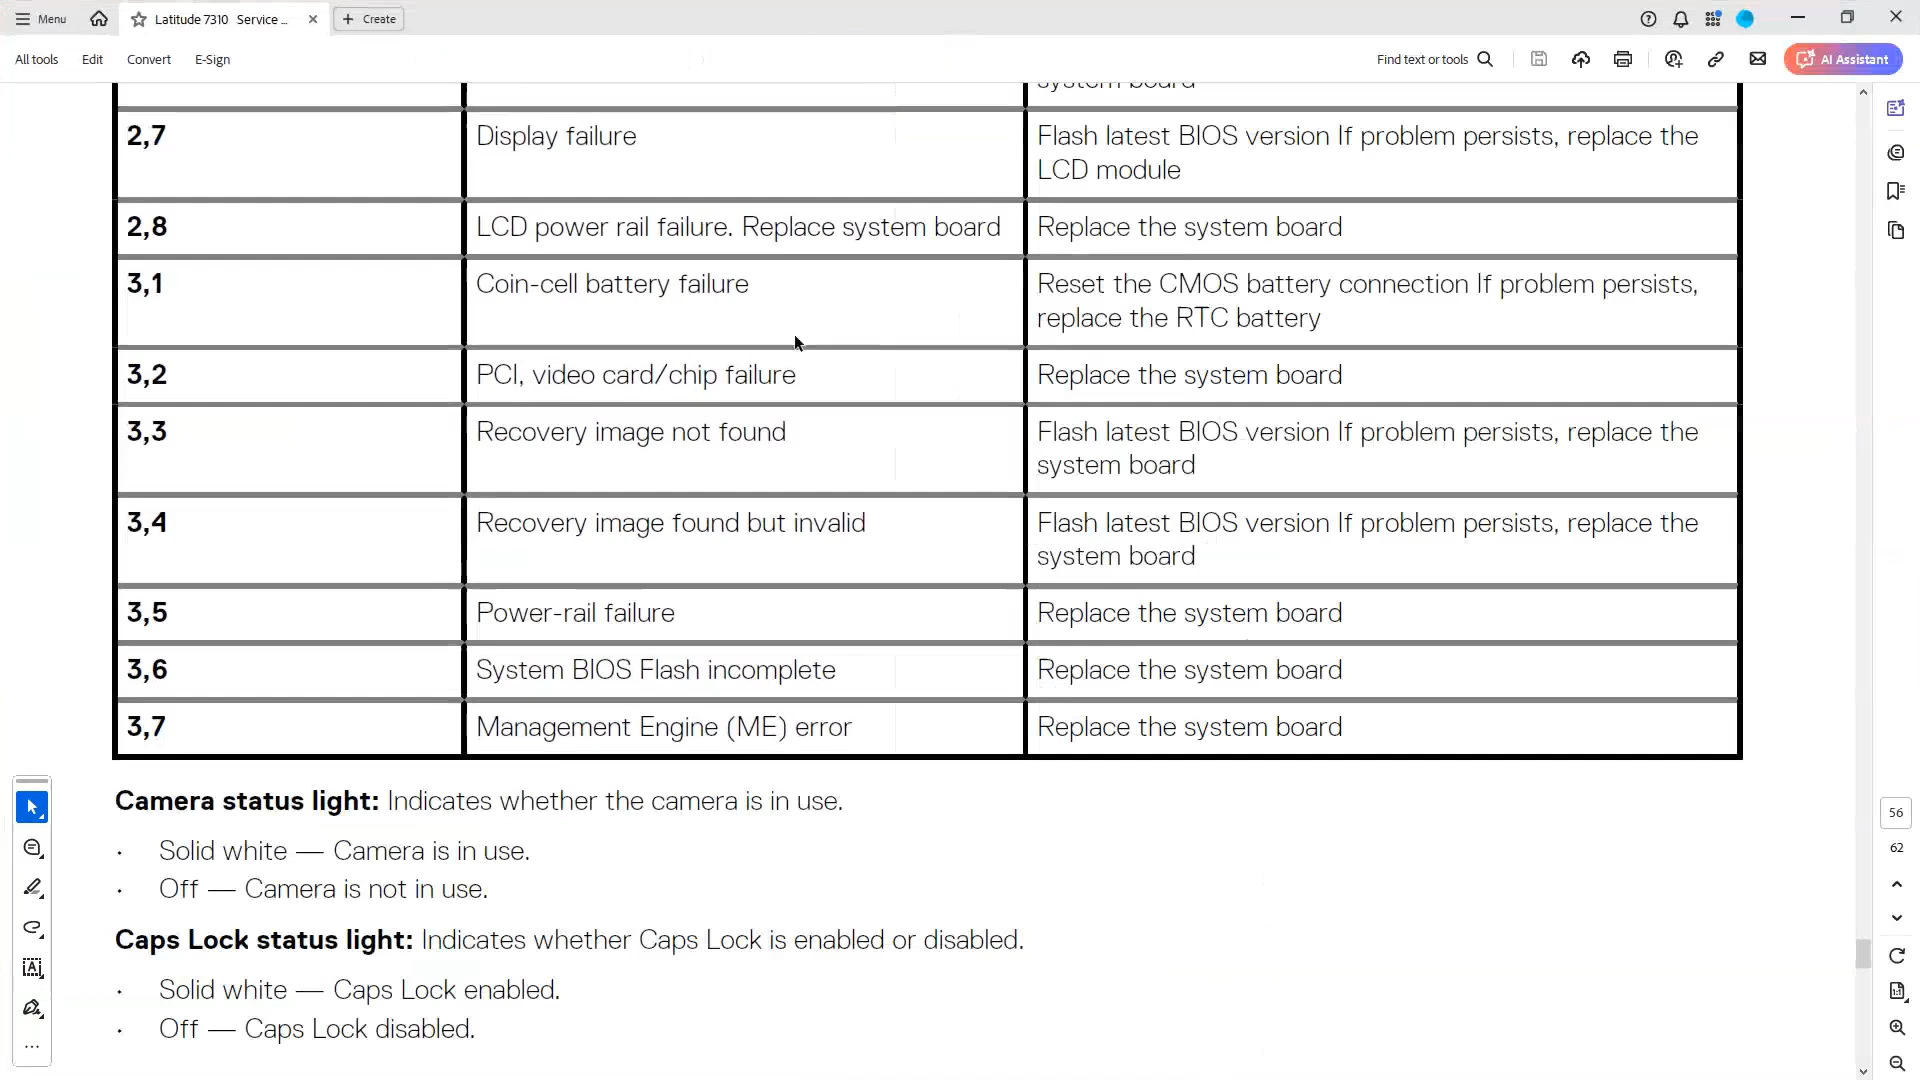 Menu
Latitude 7310 Service ...
Create
All tools
Edit
Convert
E-Sign
Find text or tools
AI Assistant
system board
2,7
Display failure
Flash latest BIOS version If problem persists, replace the
LCD module
2,8
LCD power rail failure. Replace system board
Replace the system board
3,1
Coin-cell battery failure
Reset the CMOS battery connection If problem persists,
replace the RTC battery
3,2
PCI, video card/chip failure
Replace the system board
3,3
Recovery image not found
Flash latest BIOS version If problem persists, replace the
system board
3,4
Recovery image found but invalid
Flash latest BIOS version If problem persists, replace the
system board
3,5
Power-rail failure
Replace the system board
3,6
System BIOS Flash incomplete
Replace the system board
3,7
Management Engine (ME) error
Replace the system board
Camera status light: Indicates whether the camera is in use.
• Solid white — Camera is in use.
• Off — Camera is not in use.
Caps Lock status light: Indicates whether Caps Lock is enabled or disabled.
• Solid white — Caps Lock enabled.
• Off — Caps Lock disabled.
56
62